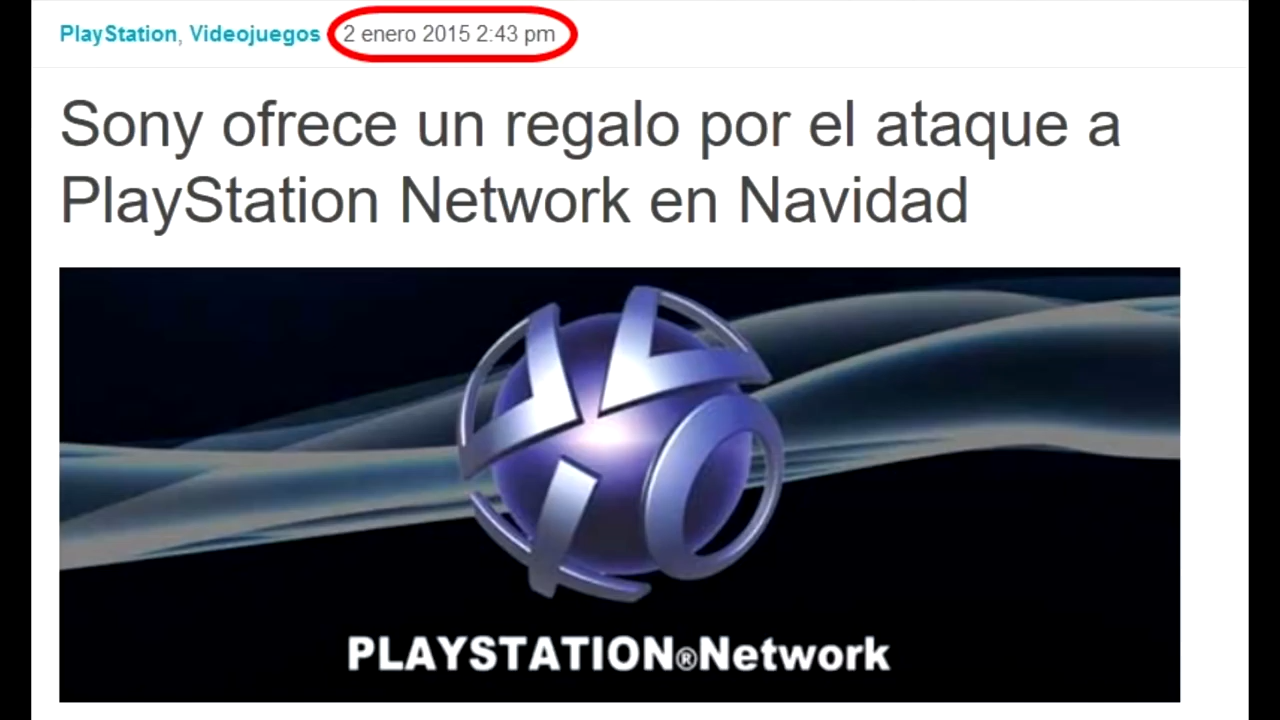 PlayStation, Videojuegos 2 enero 2015 2:43 pm
Sony ofrece un regalo por el ataque a
PlayStation Network en Navidad
PLAYSTATION®Network